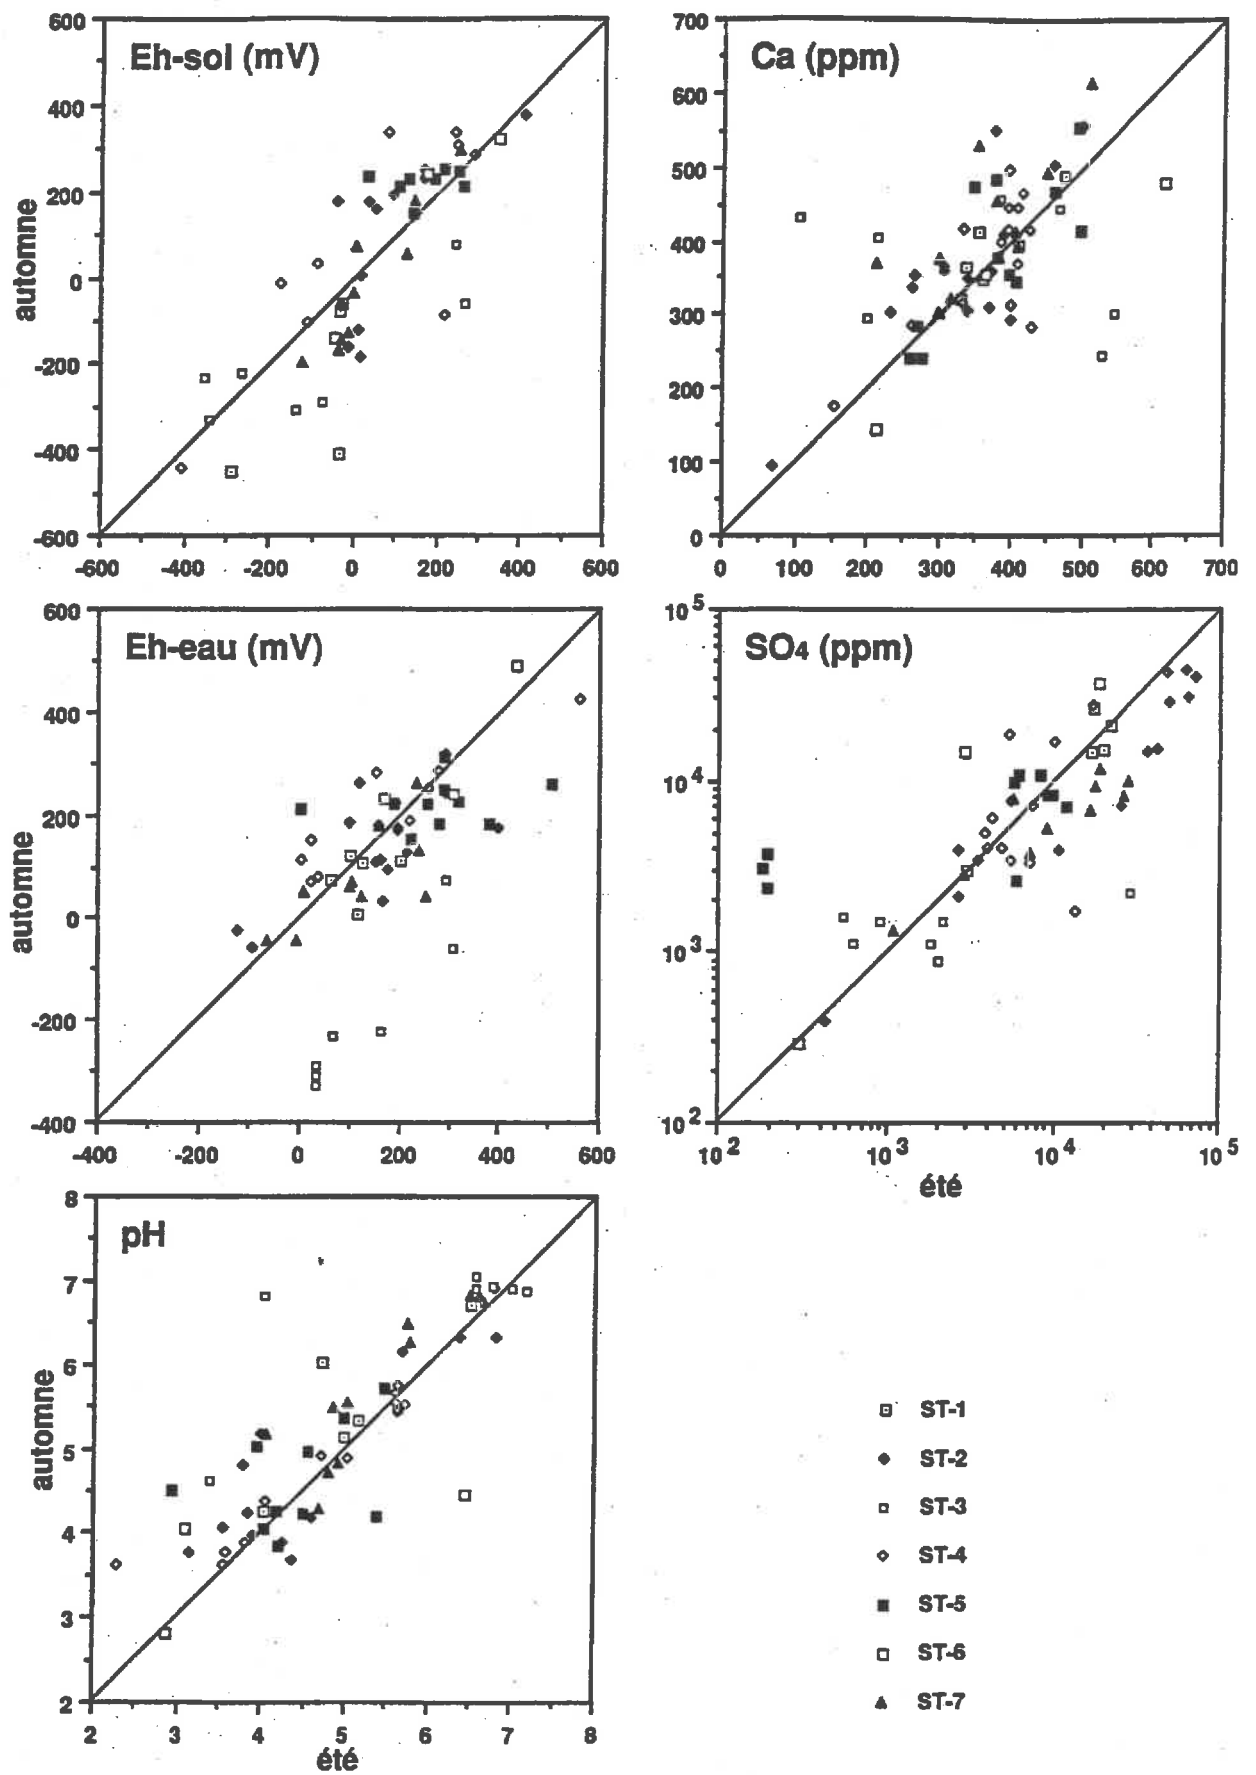 Eh-sol (mV)
600
400
200
0
-200
-400
-600
automne
-600 -400 -200 0 200 400 600
Ca (ppm)
700
600
500
400
300
200
100
0
0 100 200 300 400 500 600 700
Eh-eau (mV)
600
400
200
0
-200
-400
automne
-400 -200 0 200 400 600
SO4 (ppm)
10^5
10^4
10^3
10^2
10^2 10^3 10^4 10^5
été
pH
8
7
6
5
4
3
2
automne
2 3 4 5 6 7 8
été
ST-1
ST-2
ST-3
ST-4
ST-5
ST-6
ST-7